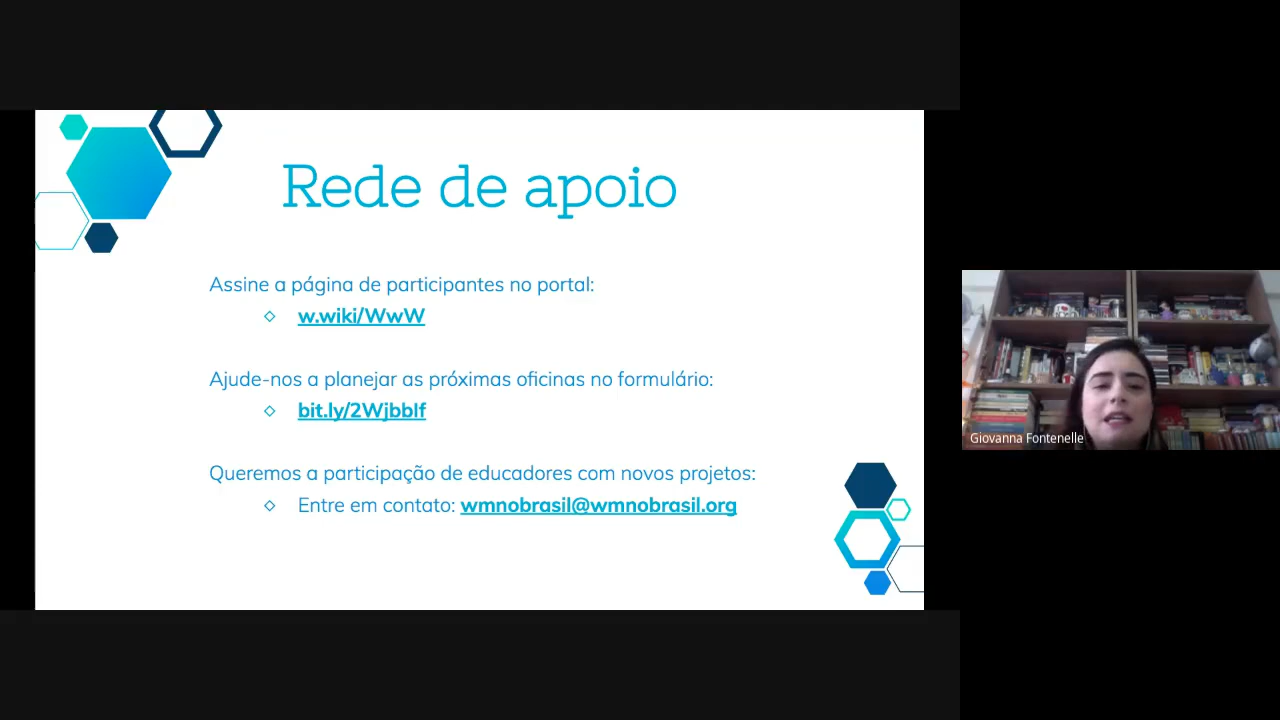 Rede de apoio
Assine a página de participantes no portal:
w.wiki/WwW
Ajude-nos a planejar as próximas oficinas no formulário:
bit.ly/2Wjbblf
Queremos a participação de educadores com novos projetos:
Entre em contato: wmnobrasil@wmnobrasil.org
Giovanna Fontenelle